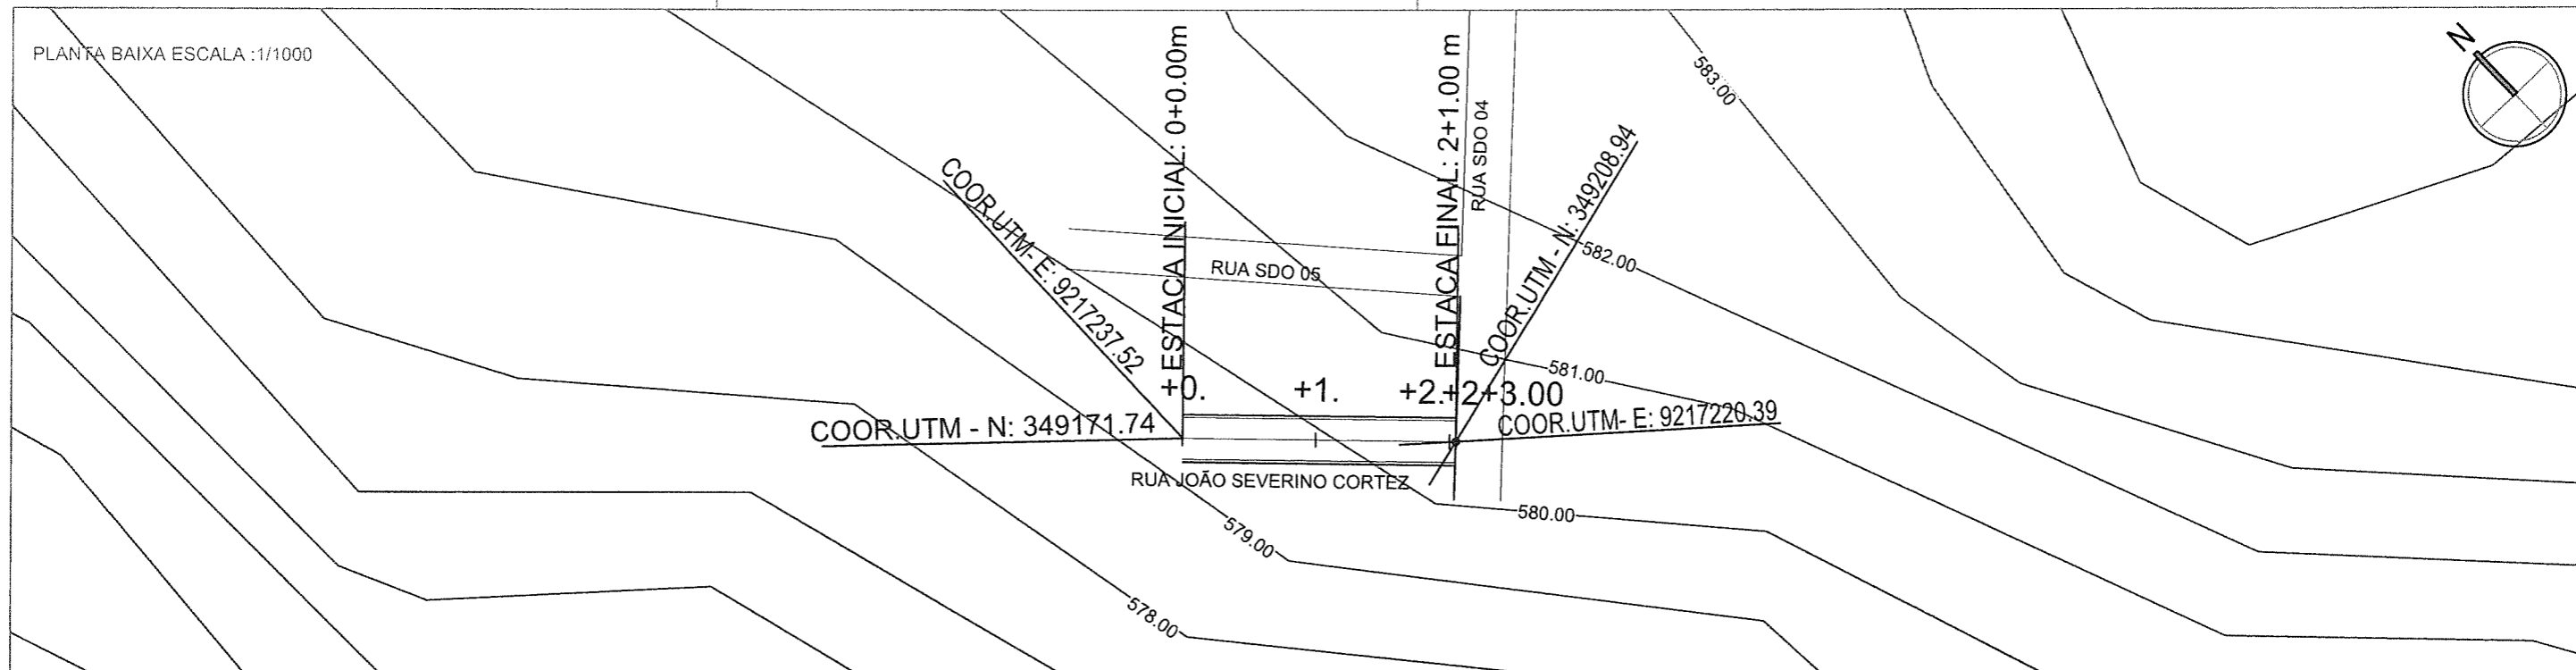 PLANTA BAIXA ESCALA :1/1000
N
583.00
ESTACA INICIAL: 0+0.00m
ESTACA FINAL: 2+1.00 m
RUA SDO 04
COOR.UTM- E: 9217237.52
COOR.UTM - N: 349208.94
RUA SDO 05
582.00
581.00
+0.
+1.
+2.+2+3.00
COOR.UTM - N: 349171.74
COOR.UTM- E: 9217220.39
RUA JOÃO SEVERINO CORTEZ
580.00
579.00
578.00